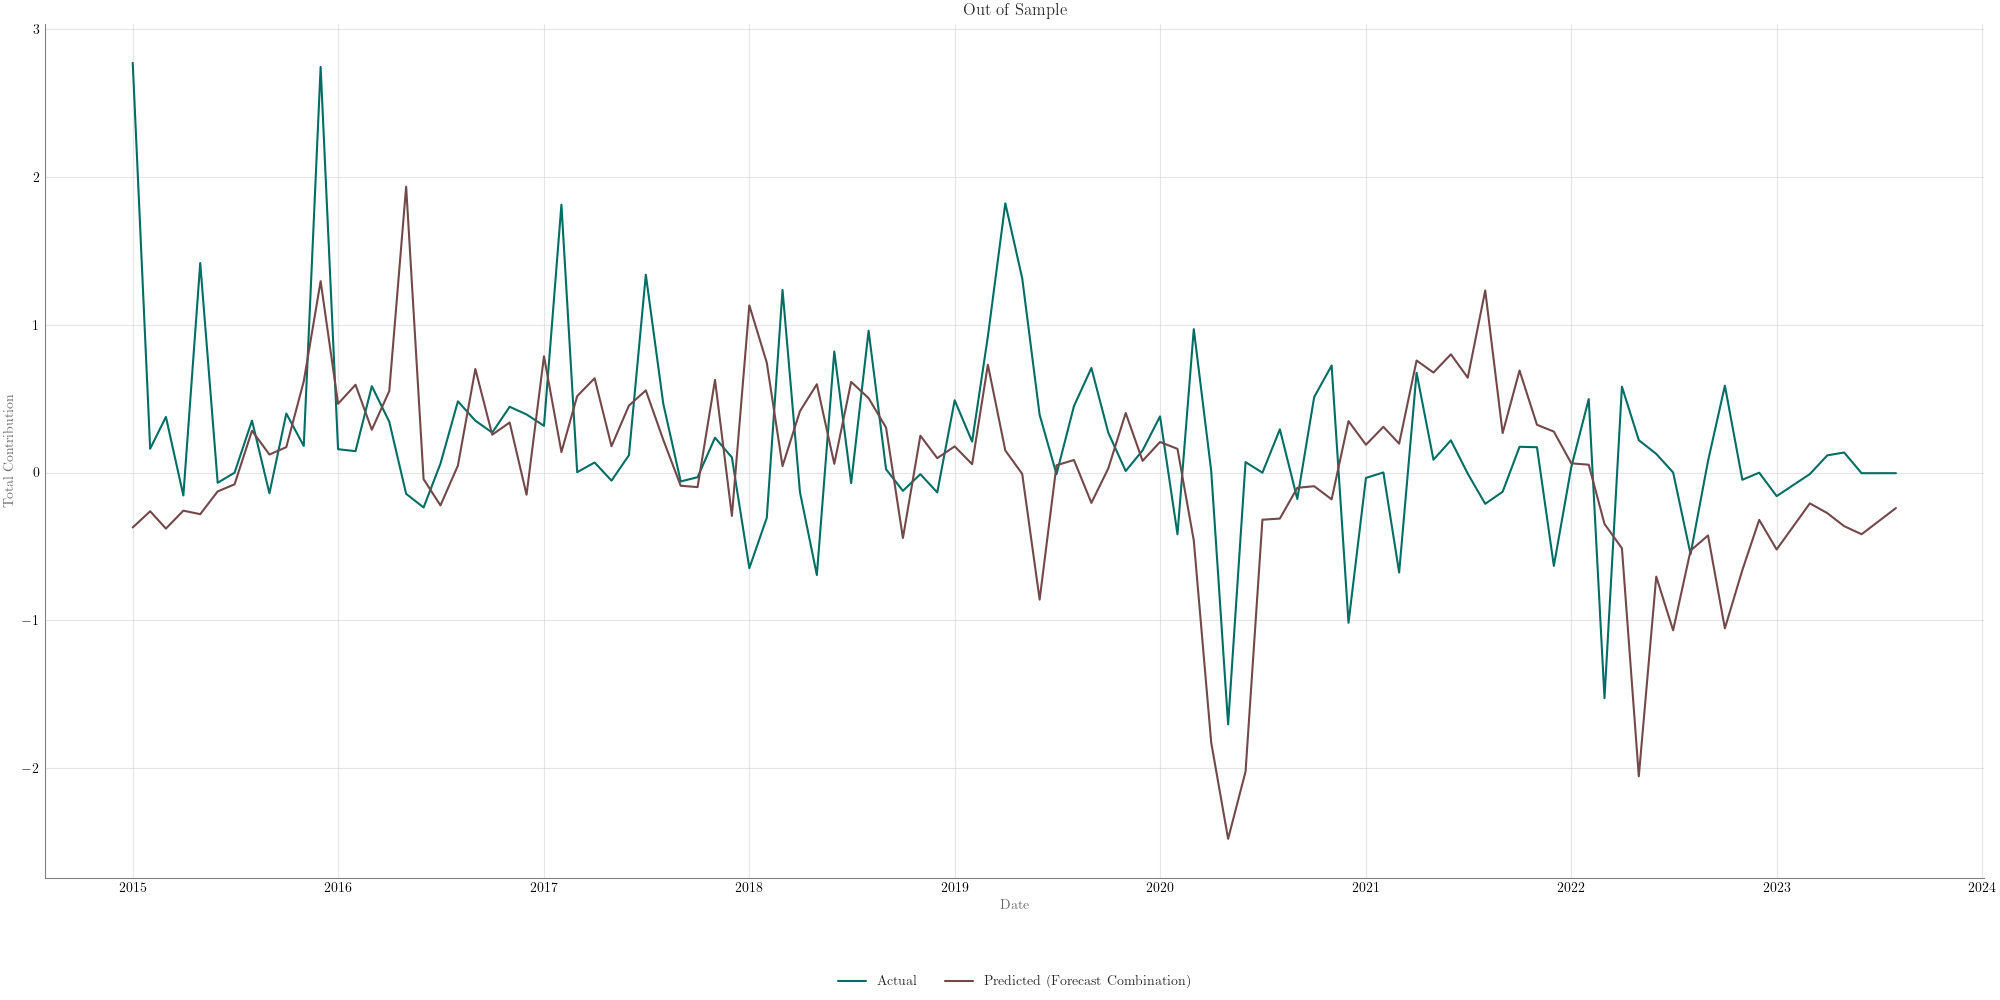 Out of Sample
3
2
1
0
−1
−2
Total Contribution
2015 2016 2017 2018 2019 2020 2021 2022 2023 2024
Date
Actual Predicted (Forecast Combination)